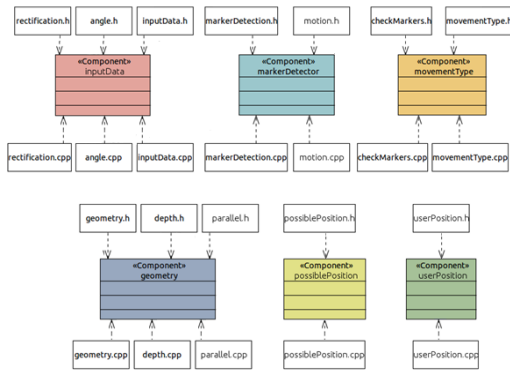 rectification.h angle.h inputData.h markerDetection.h motion.h checkMarkers.h movementType.h
«Component» «Component» «Component»
inputData markerDetector movementType
rectification.cpp angle.cpp inputData.cpp markerDetection.cpp motion.cpp checkMarkers.cpp movementType.cpp
geometry.h depth.h parallel.h possiblePosition.h userPosition.h
«Component» «Component» «Component»
geometry possiblePosition userPosition
geometry.cpp depth.cpp parallel.cpp possiblePosition.cpp userPosition.cpp